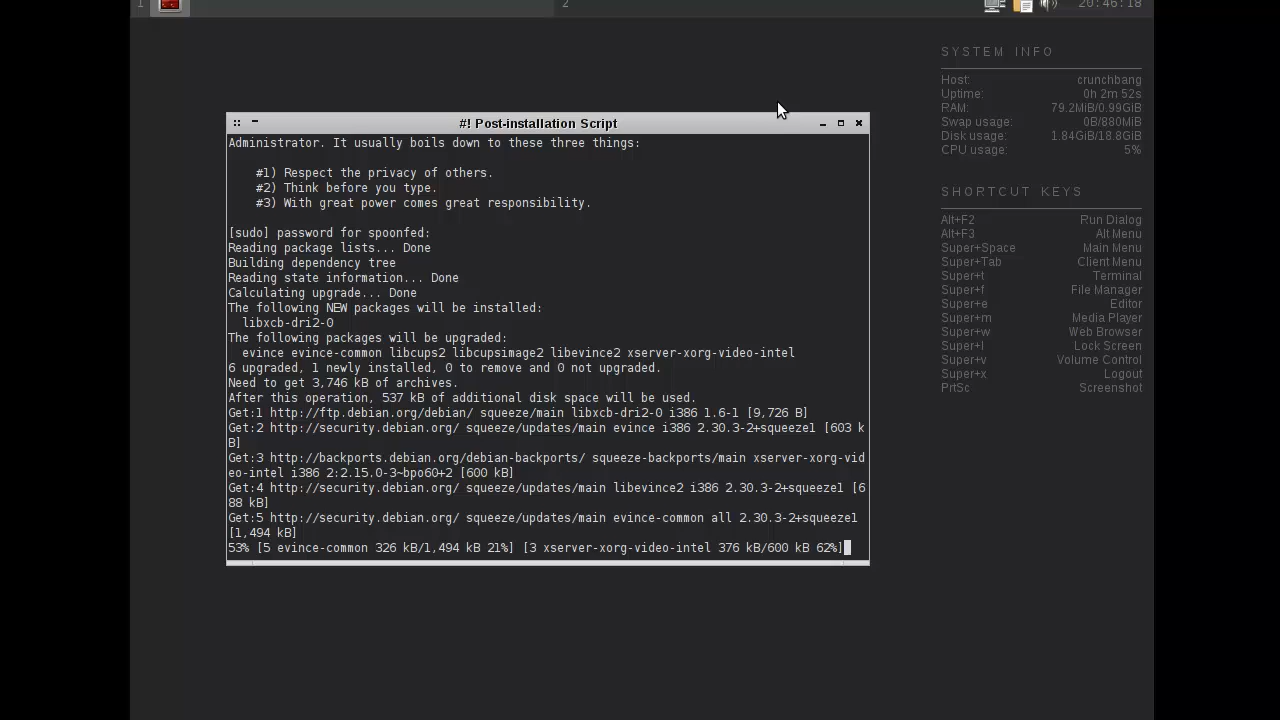 1
2
20:46:18
SYSTEM INFO
Host: crunchbang
Uptime: 0h 2m 52s
RAM: 79.2MiB/0.99GiB
Swap usage: 0B/880MiB
Disk usage: 1.84GiB/18.8GiB
CPU usage: 5%
SHORTCUT KEYS
Alt+F2 Run Dialog
Alt+F3 Alt Menu
Super+Space Main Menu
Super+Tab Client Menu
Super+t Terminal
Super+f File Manager
Super+e Editor
Super+m Media Player
Super+w Web Browser
Super+l Lock Screen
Super+v Volume Control
Super+x Logout
PrtSc Screenshot
#! Post-installation Script
Administrator. It usually boils down to these three things:
#1) Respect the privacy of others.
#2) Think before you type.
#3) With great power comes great responsibility.
[sudo] password for spoonfed:
Reading package lists... Done
Building dependency tree
Reading state information... Done
Calculating upgrade... Done
The following NEW packages will be installed:
libxcb-dri2-0
The following packages will be upgraded:
evince evince-common libcups2 libcupsimage2 libevince2 xserver-xorg-video-intel
6 upgraded, 1 newly installed, 0 to remove and 0 not upgraded.
Need to get 3,746 kB of archives.
After this operation, 537 kB of additional disk space will be used.
Get:1 http://ftp.debian.org/debian/ squeeze/main libxcb-dri2-0 i386 1.6-1 [9,726 B]
Get:2 http://security.debian.org/ squeeze/updates/main evince i386 2.30.3-2+squeeze1 [603 k
B]
Get:3 http://backports.debian.org/debian-backports/ squeeze-backports/main xserver-xorg-vid
eo-intel i386 2:2.15.0-3~bpo60+2 [600 kB]
Get:4 http://security.debian.org/ squeeze/updates/main libevince2 i386 2.30.3-2+squeeze1 [6
88 kB]
Get:5 http://security.debian.org/ squeeze/updates/main evince-common all 2.30.3-2+squeeze1
[1,494 kB]
53% [5 evince-common 326 kB/1,494 kB 21%] [3 xserver-xorg-video-intel 376 kB/600 kB 62%]